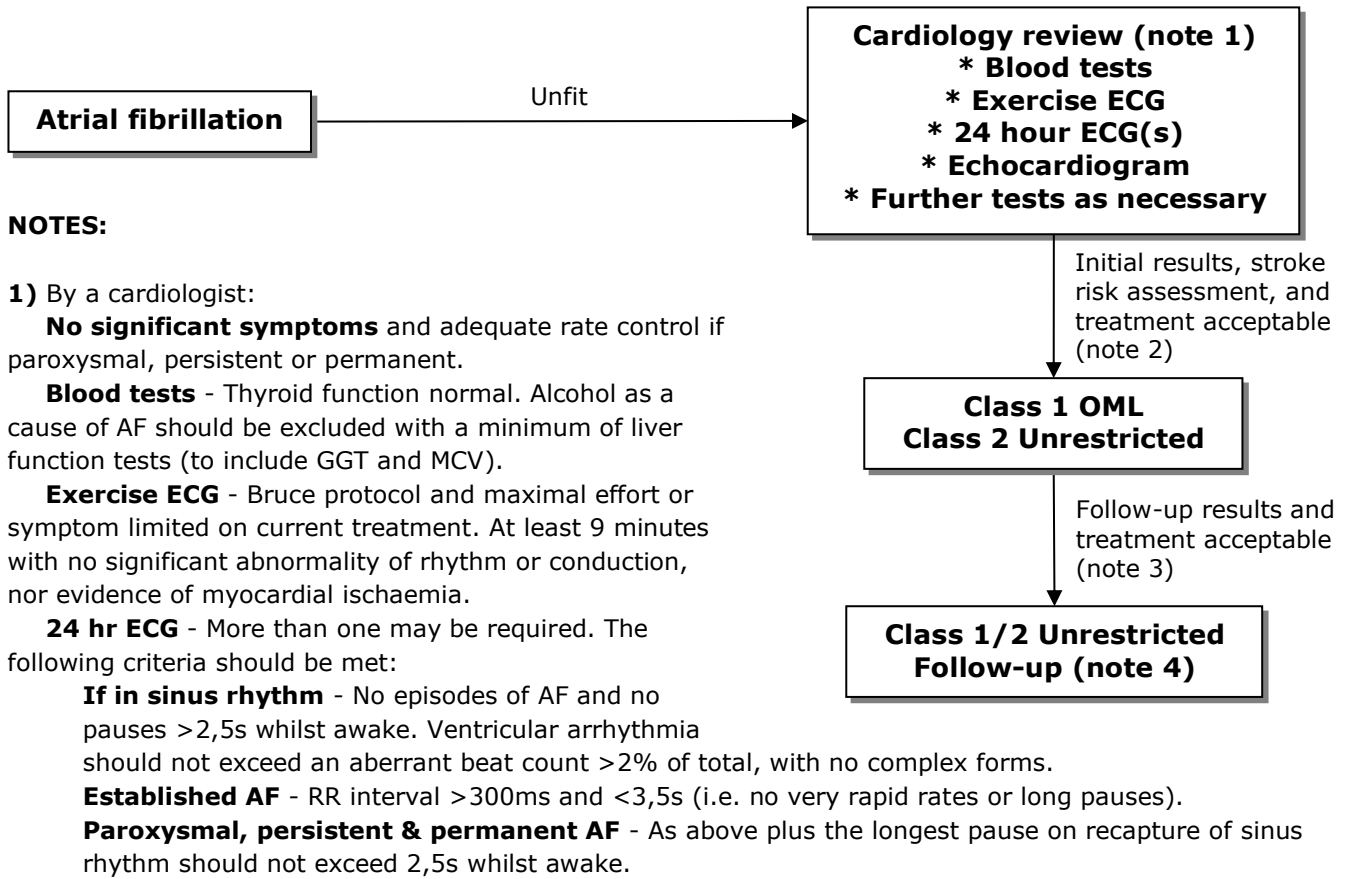 Atrial fibrillation
Unfit
Cardiology review (note 1)
* Blood tests
* Exercise ECG
* 24 hour ECG(s)
* Echocardiogram
* Further tests as necessary
Initial results, stroke
risk assessment, and
treatment acceptable
(note 2)
Class 1 OML
Class 2 Unrestricted
Follow-up results and
treatment acceptable
(note 3)
Class 1/2 Unrestricted
Follow-up (note 4)
NOTES:
1) By a cardiologist:
No significant symptoms and adequate rate control if
paroxysmal, persistent or permanent.
Blood tests - Thyroid function normal. Alcohol as a
cause of AF should be excluded with a minimum of liver
function tests (to include GGT and MCV).
Exercise ECG - Bruce protocol and maximal effort or
symptom limited on current treatment. At least 9 minutes
with no significant abnormality of rhythm or conduction,
nor evidence of myocardial ischaemia.
24 hr ECG - More than one may be required. The
following criteria should be met:
If in sinus rhythm - No episodes of AF and no
pauses >2,5s whilst awake. Ventricular arrhythmia
should not exceed an aberrant beat count >2% of total, with no complex forms.
Established AF - RR interval >300ms and <3,5s (i.e. no very rapid rates or long pauses).
Paroxysmal, persistent & permanent AF - As above plus the longest pause on recapture of sinus
rhythm should not exceed 2,5s whilst awake.